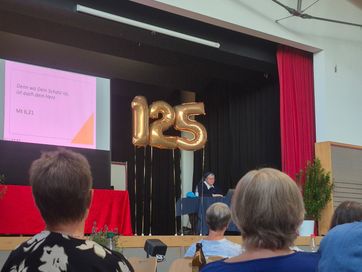 Denn wo Dein Schatz ist,
ist auch dein Herz
Mt 6,21
125